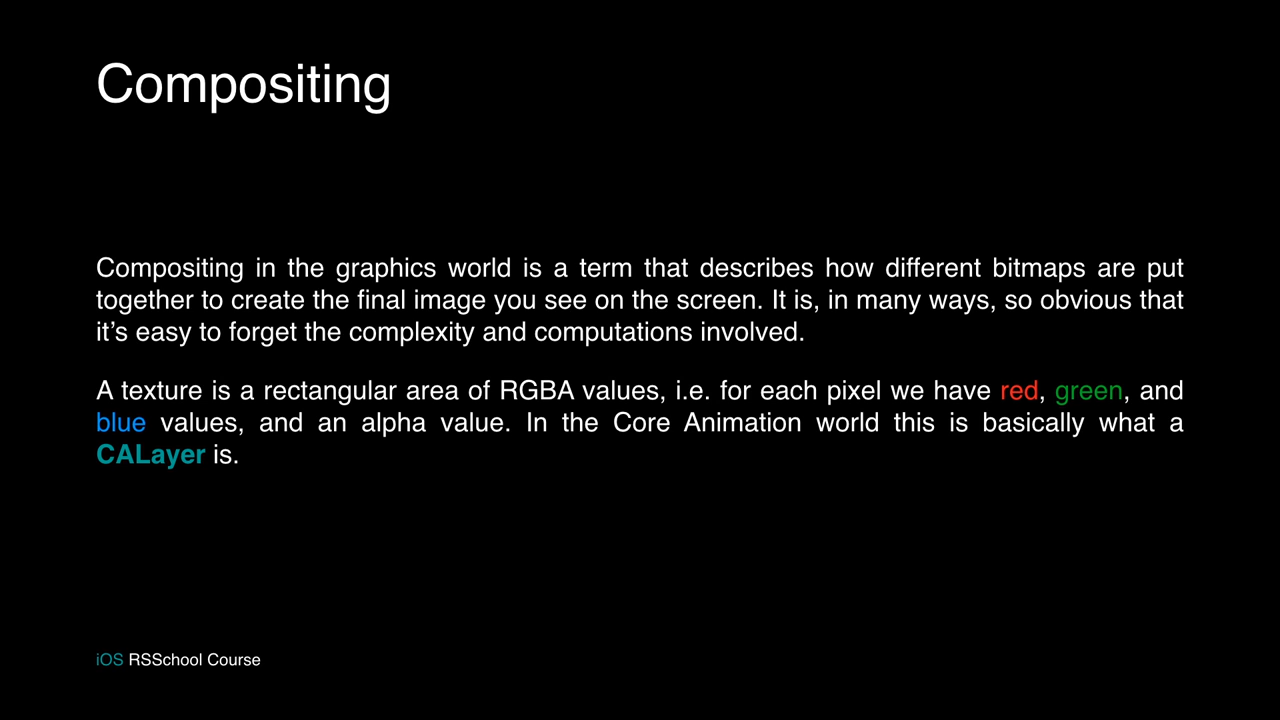 Compositing
Compositing in the graphics world is a term that describes how different bitmaps are put
together to create the final image you see on the screen. It is, in many ways, so obvious that
it’s easy to forget the complexity and computations involved.
A texture is a rectangular area of RGBA values, i.e. for each pixel we have red, green, and
blue values, and an alpha value. In the Core Animation world this is basically what a
CALayer is.
iOS RSSchool Course